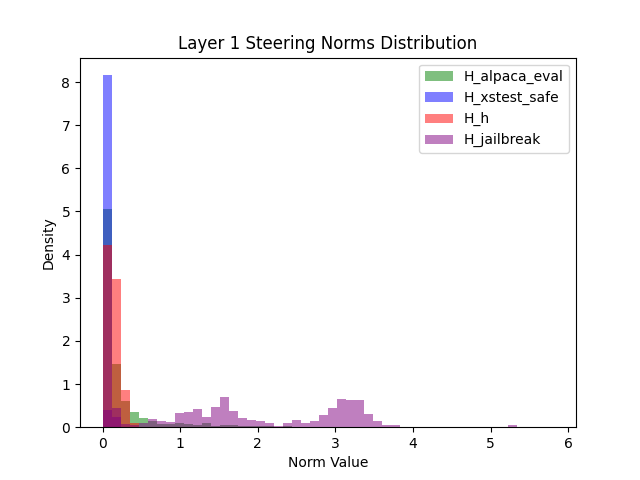 Layer 1 Steering Norms Distribution
H_alpaca_eval
H_xstest_safe
H_h
H_jailbreak
8
7
6
5
4
3
2
1
0
Density
0 1 2 3 4 5 6
Norm Value